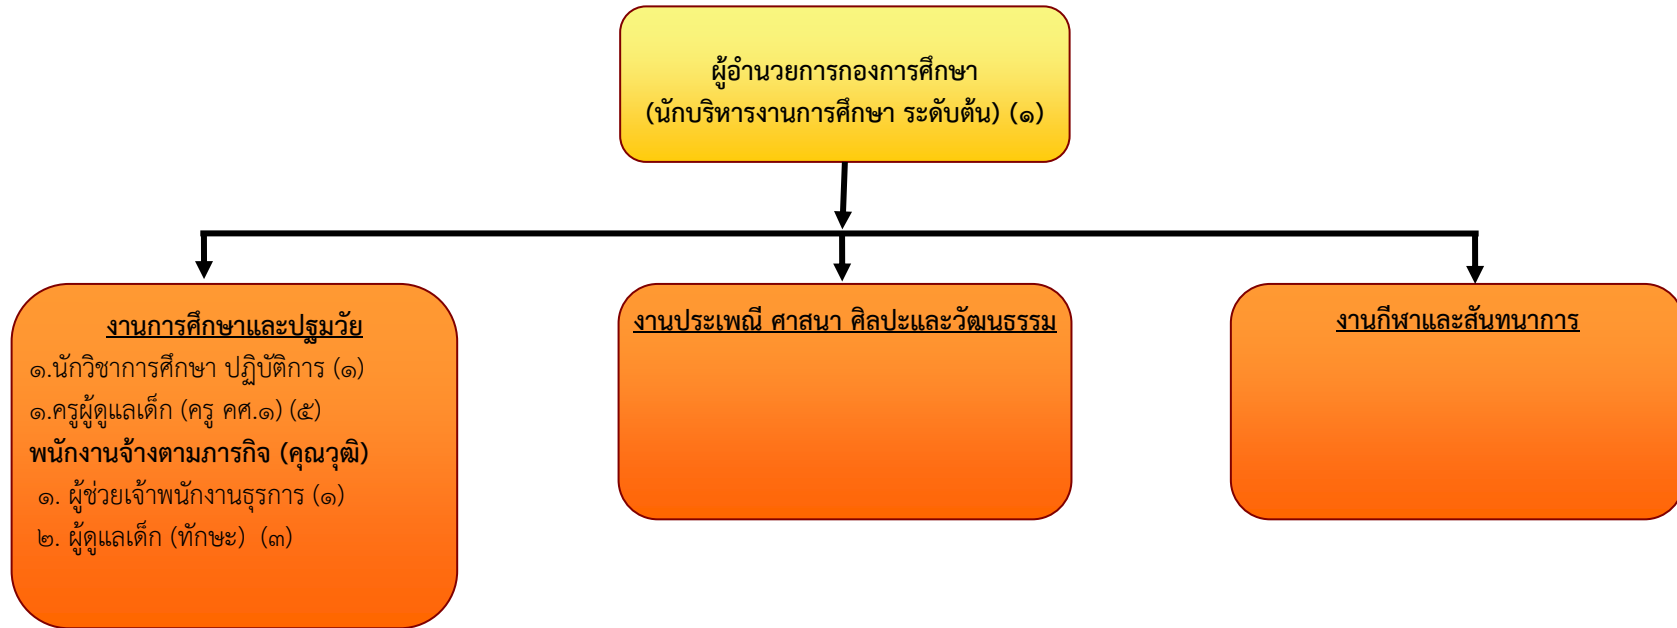 ผู้อำนวยการกองการศึกษา
(นักบริหารงานการศึกษา ระดับต้น) (๑)
งานการศึกษาและปฐมวัย
๑.นักวิชาการศึกษา ปฏิบัติการ (๑)
๑.ครูผู้ดูแลเด็ก (ครู คศ.๑) (๕)
พนักงานจ้างตามภารกิจ (คุณวุฒิ)
๑. ผู้ช่วยเจ้าพนักงานธุรการ (๑)
๒. ผู้ดูแลเด็ก (ทักษะ) (๓)
งานประเพณี ศาสนา ศิลปะและวัฒนธรรม
งานกีฬาและสันทนาการ